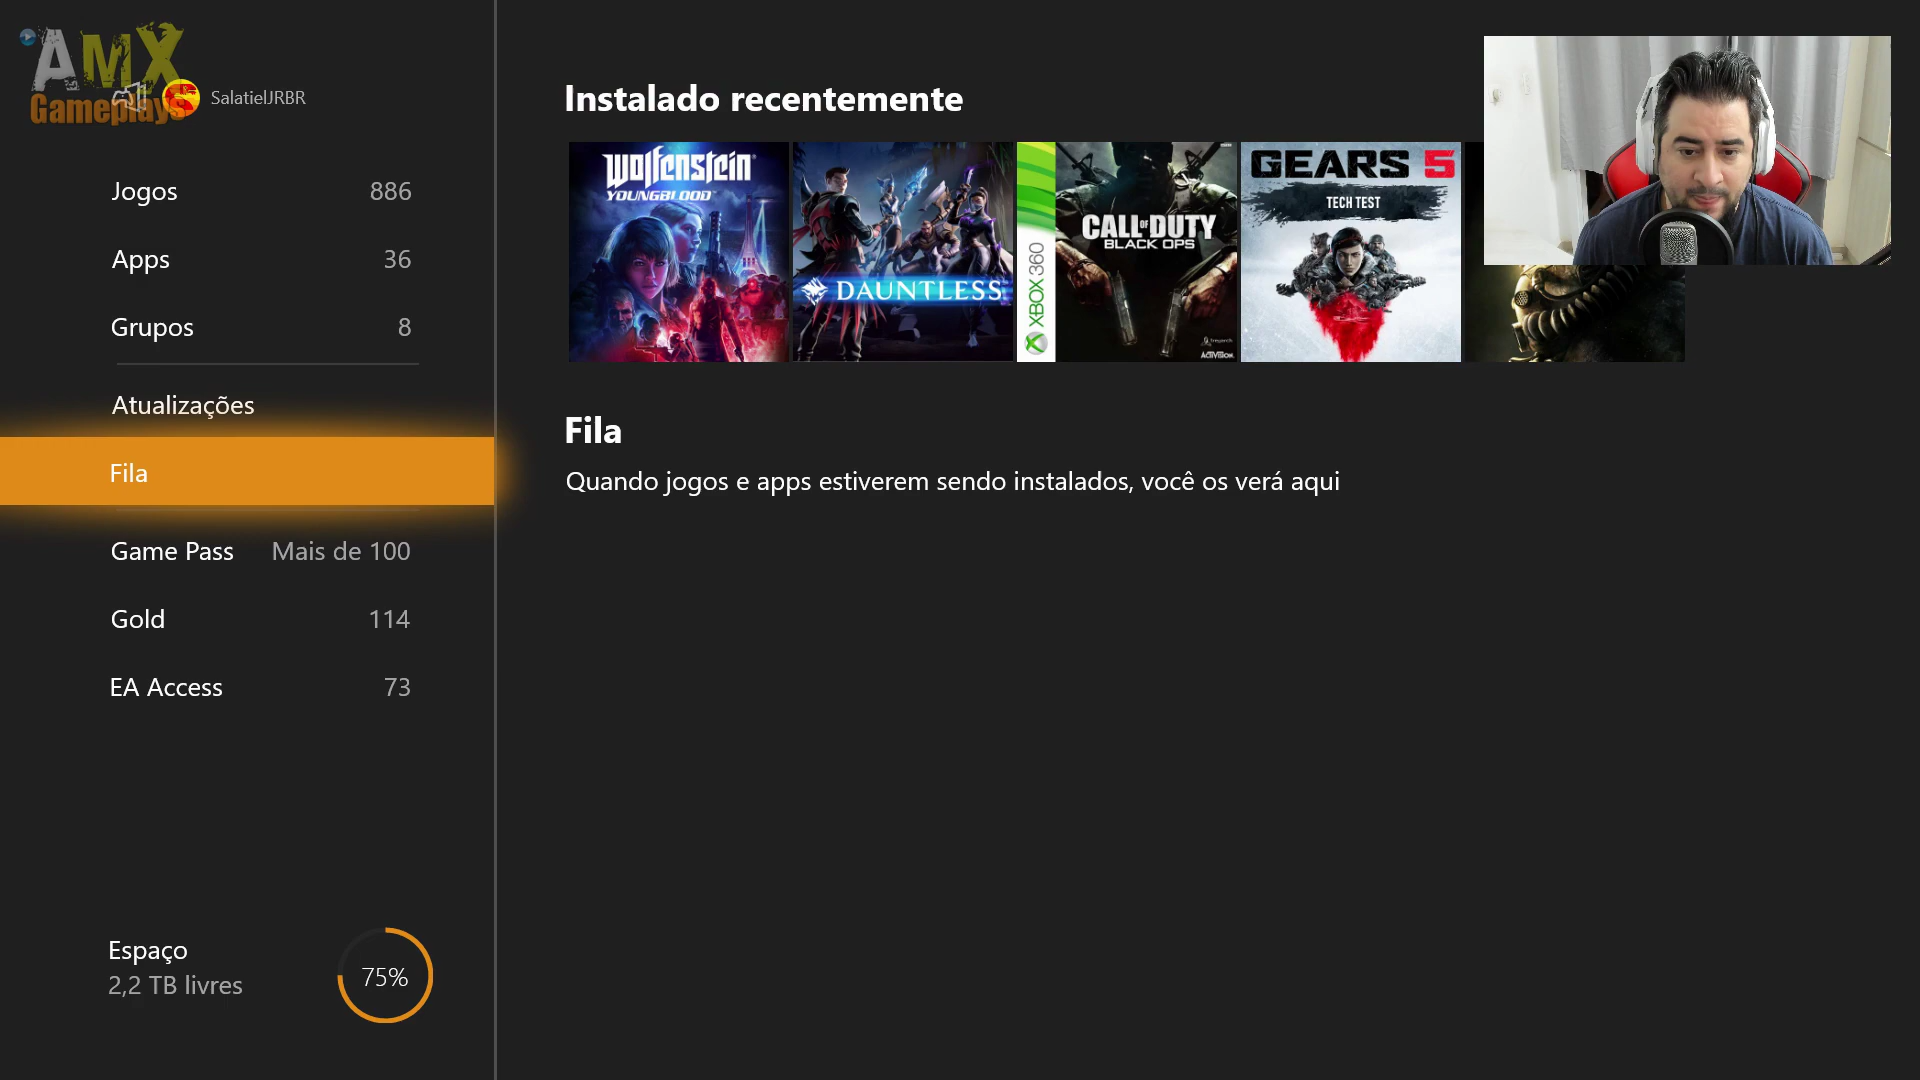 AMX
Gameplays
SalatielJRBR
Jogos 886
Apps 36
Grupos 8
Atualizações
Fila
Game Pass Mais de 100
Gold 114
EA Access 73
Espaço
2,2 TB livres
75%
Instalado recentemente
Wolfenstein
YOUNGBLOOD
DAUNTLESS
XBOX 360
CALL OF DUTY
BLACK OPS
ACTIVISION
GEARS 5
TECH TEST
Fila
Quando jogos e apps estiverem sendo instalados, você os verá aqui